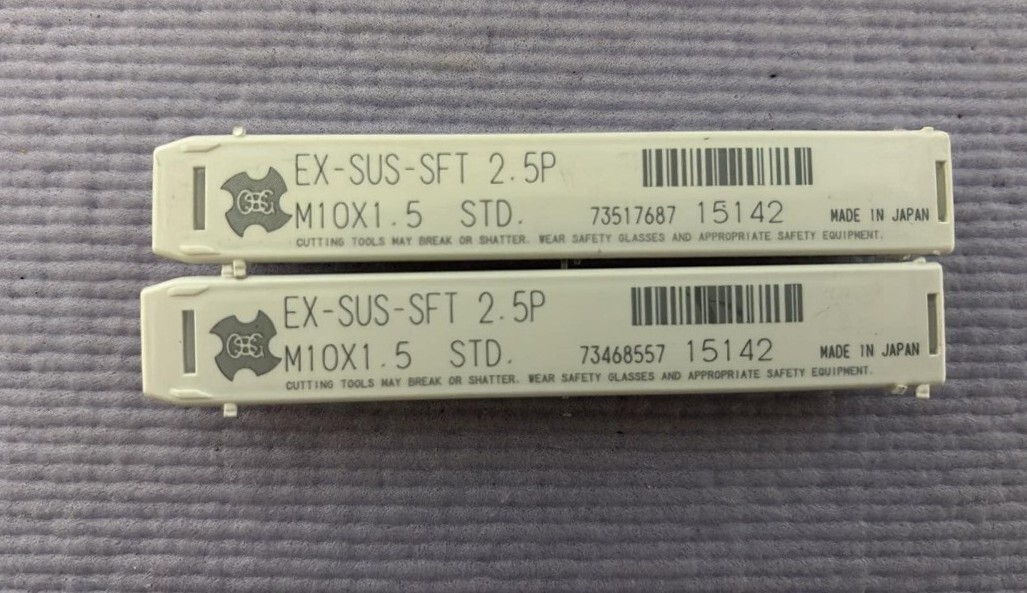 EX-SUS-SFT 2.5P
OSG M10X1.5 STD. 73517687 15142 MADE IN JAPAN
CUTTING TOOLS MAY BREAK OR SHATTER. WEAR SAFETY GLASSES AND APPROPRIATE SAFETY EQUIPMENT.
EX-SUS-SFT 2.5P
OSG M10X1.5 STD. 73468557 15142 MADE IN JAPAN
CUTTING TOOLS MAY BREAK OR SHATTER. WEAR SAFETY GLASSES AND APPROPRIATE SAFETY EQUIPMENT.